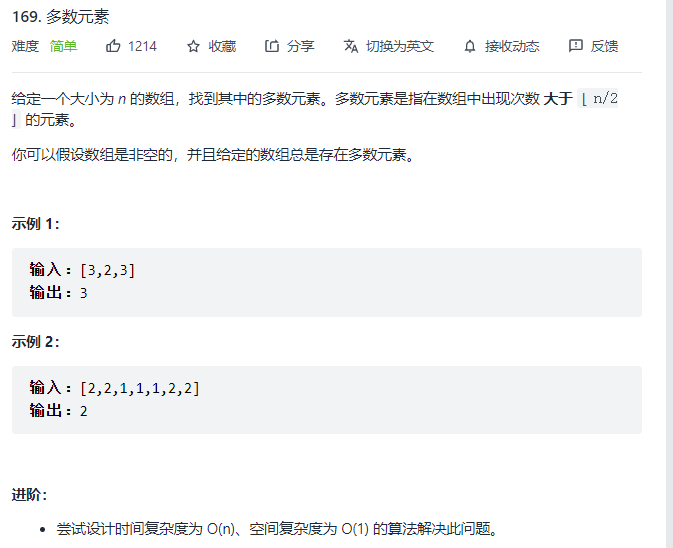 169. 多数元素
难度 简单 1214 收藏 分享 切换为英文 接收动态 反馈
给定一个大小为 n 的数组，找到其中的多数元素。多数元素是指在数组中出现次数 大于 ⌊ n/2
⌋ 的元素。
你可以假设数组是非空的，并且给定的数组总是存在多数元素。
示例 1：
输入：[3,2,3]
输出：3
示例 2：
输入：[2,2,1,1,1,2,2]
输出：2
进阶：
• 尝试设计时间复杂度为 O(n)、空间复杂度为 O(1) 的算法解决此问题。